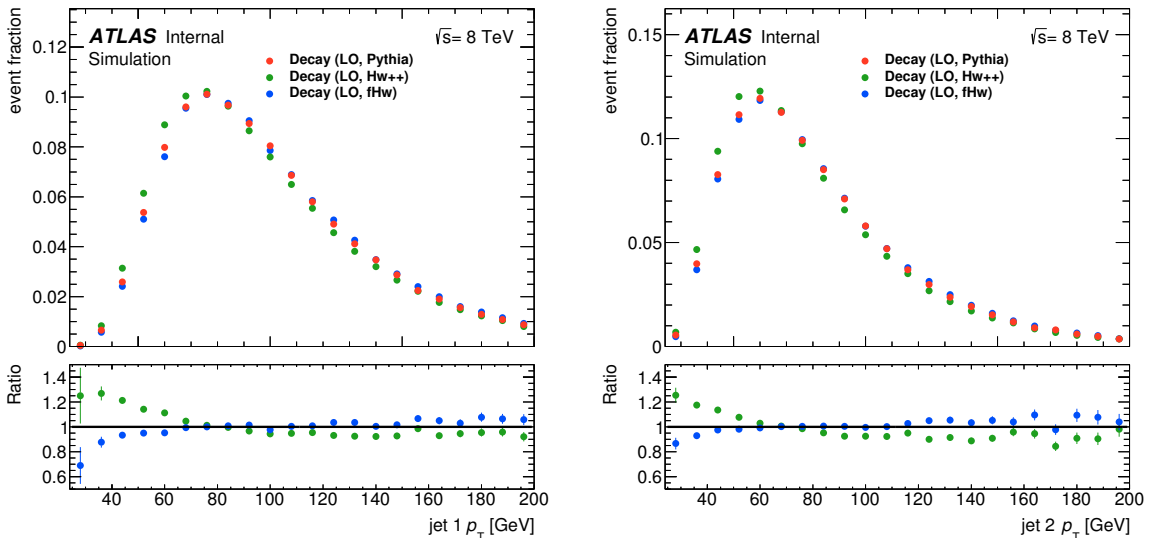 ATLAS Internal
Simulation
√s= 8 TeV
Decay (LO, Pythia)
Decay (LO, Hw++)
Decay (LO, fHw)
event fraction
0.12
0.1
0.08
0.06
0.04
0.02
0
Ratio
1.4
1.2
1
0.8
0.6
40 60 80 100 120 140 160 180 200
jet 1 pT [GeV]
ATLAS Internal
Simulation
√s= 8 TeV
Decay (LO, Pythia)
Decay (LO, Hw++)
Decay (LO, fHw)
event fraction
0.15
0.1
0.05
0
Ratio
1.4
1.2
1
0.8
0.6
40 60 80 100 120 140 160 180 200
jet 2 pT [GeV]